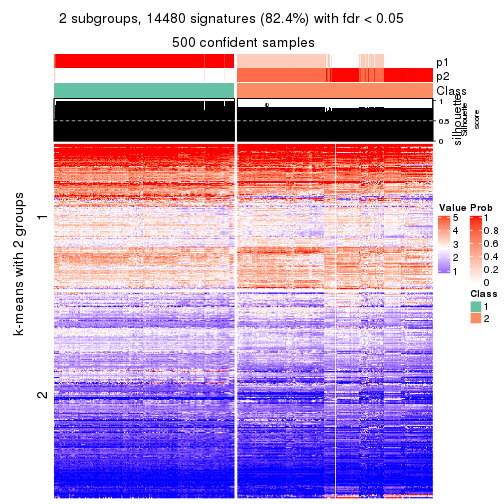 2 subgroups, 14480 signatures (82.4%) with fdr < 0.05
500 confident samples
p1
p2
Class
silhouette
1
0.5
0
Silhouette
score
k-means with 2 groups
1
2
Value
5
4
3
2
1
Prob
1
0.8
0.6
0.4
0.2
0
Class
1
2